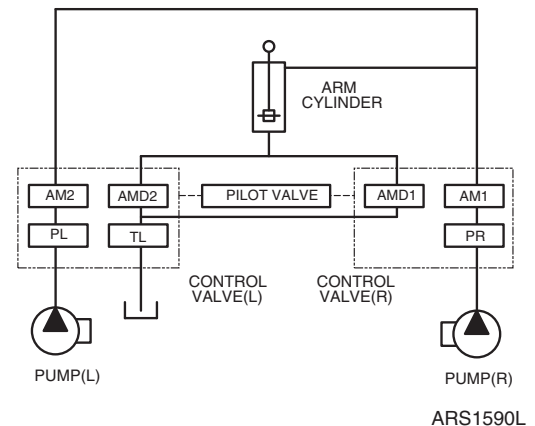 ARM
CYLINDER
AM2
AMD2
PILOT VALVE
AMD1
AM1
PL
TL
PR
CONTROL
VALVE(L)
CONTROL
VALVE(R)
PUMP(L)
PUMP(R)
ARS1590L